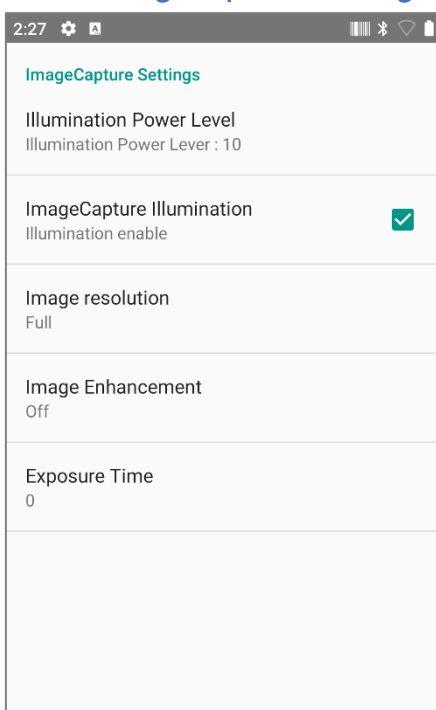 2:27
ImageCapture Settings
Illumination Power Level
Illumination Power Lever : 10
ImageCapture Illumination
Illumination enable
Image resolution
Full
Image Enhancement
Off
Exposure Time
0